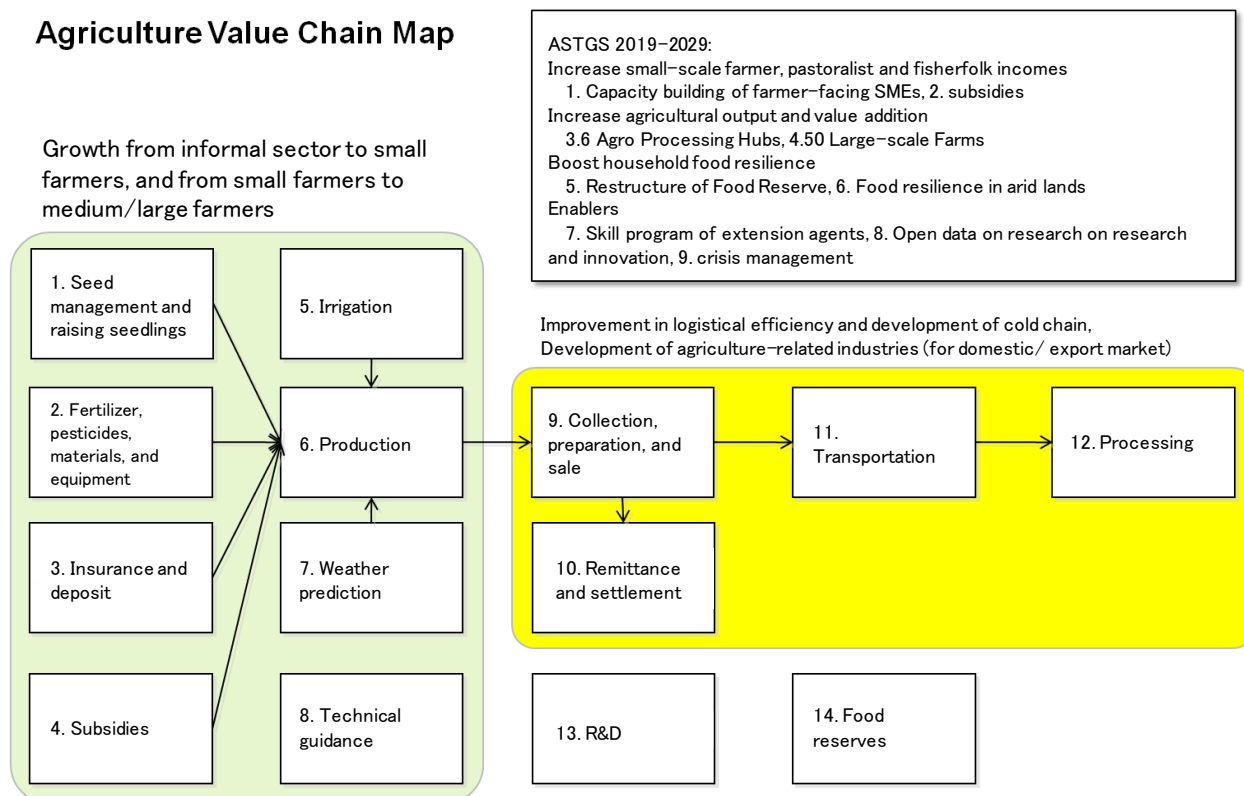 Agriculture Value Chain Map
ASTGS 2019-2029:
Increase small-scale farmer, pastoralist and fisherfolk incomes
1. Capacity building of farmer-facing SMEs, 2. subsidies
Increase agricultural output and value addition
3.6 Agro Processing Hubs, 4.50 Large-scale Farms
Boost household food resilience
5. Restructure of Food Reserve, 6. Food resilience in arid lands
Enablers
7. Skill program of extension agents, 8. Open data on research on research
and innovation, 9. crisis management
Growth from informal sector to small
farmers, and from small farmers to
medium/large farmers
1. Seed
management and
raising seedlings
5. Irrigation
2. Fertilizer,
pesticides,
materials, and
equipment
6. Production
3. Insurance and
deposit
7. Weather
prediction
4. Subsidies
8. Technical
guidance
Improvement in logistical efficiency and development of cold chain,
Development of agriculture-related industries (for domestic/ export market)
9. Collection,
preparation, and
sale
11.
Transportation
12. Processing
10. Remittance
and settlement
13. R&D
14. Food
reserves